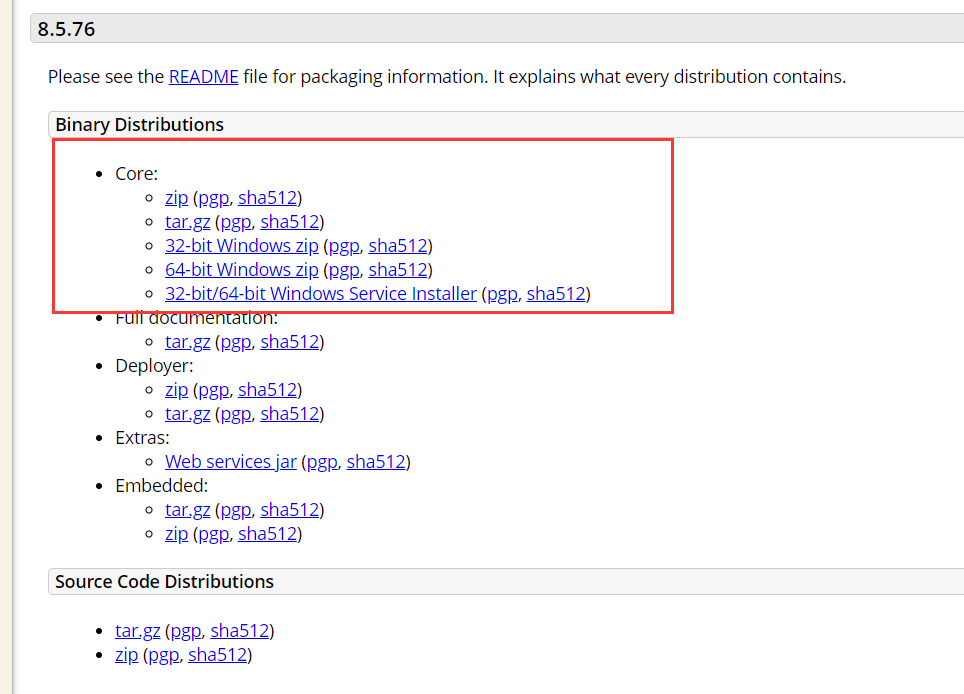 8.5.76
Please see the README file for packaging information. It explains what every distribution contains.
Binary Distributions
Core:
zip (pgp, sha512)
tar.gz (pgp, sha512)
32-bit Windows zip (pgp, sha512)
64-bit Windows zip (pgp, sha512)
32-bit/64-bit Windows Service Installer (pgp, sha512)
Full documentation:
tar.gz (pgp, sha512)
Deployer:
zip (pgp, sha512)
tar.gz (pgp, sha512)
Extras:
Web services jar (pgp, sha512)
Embedded:
tar.gz (pgp, sha512)
zip (pgp, sha512)
Source Code Distributions
tar.gz (pgp, sha512)
zip (pgp, sha512)